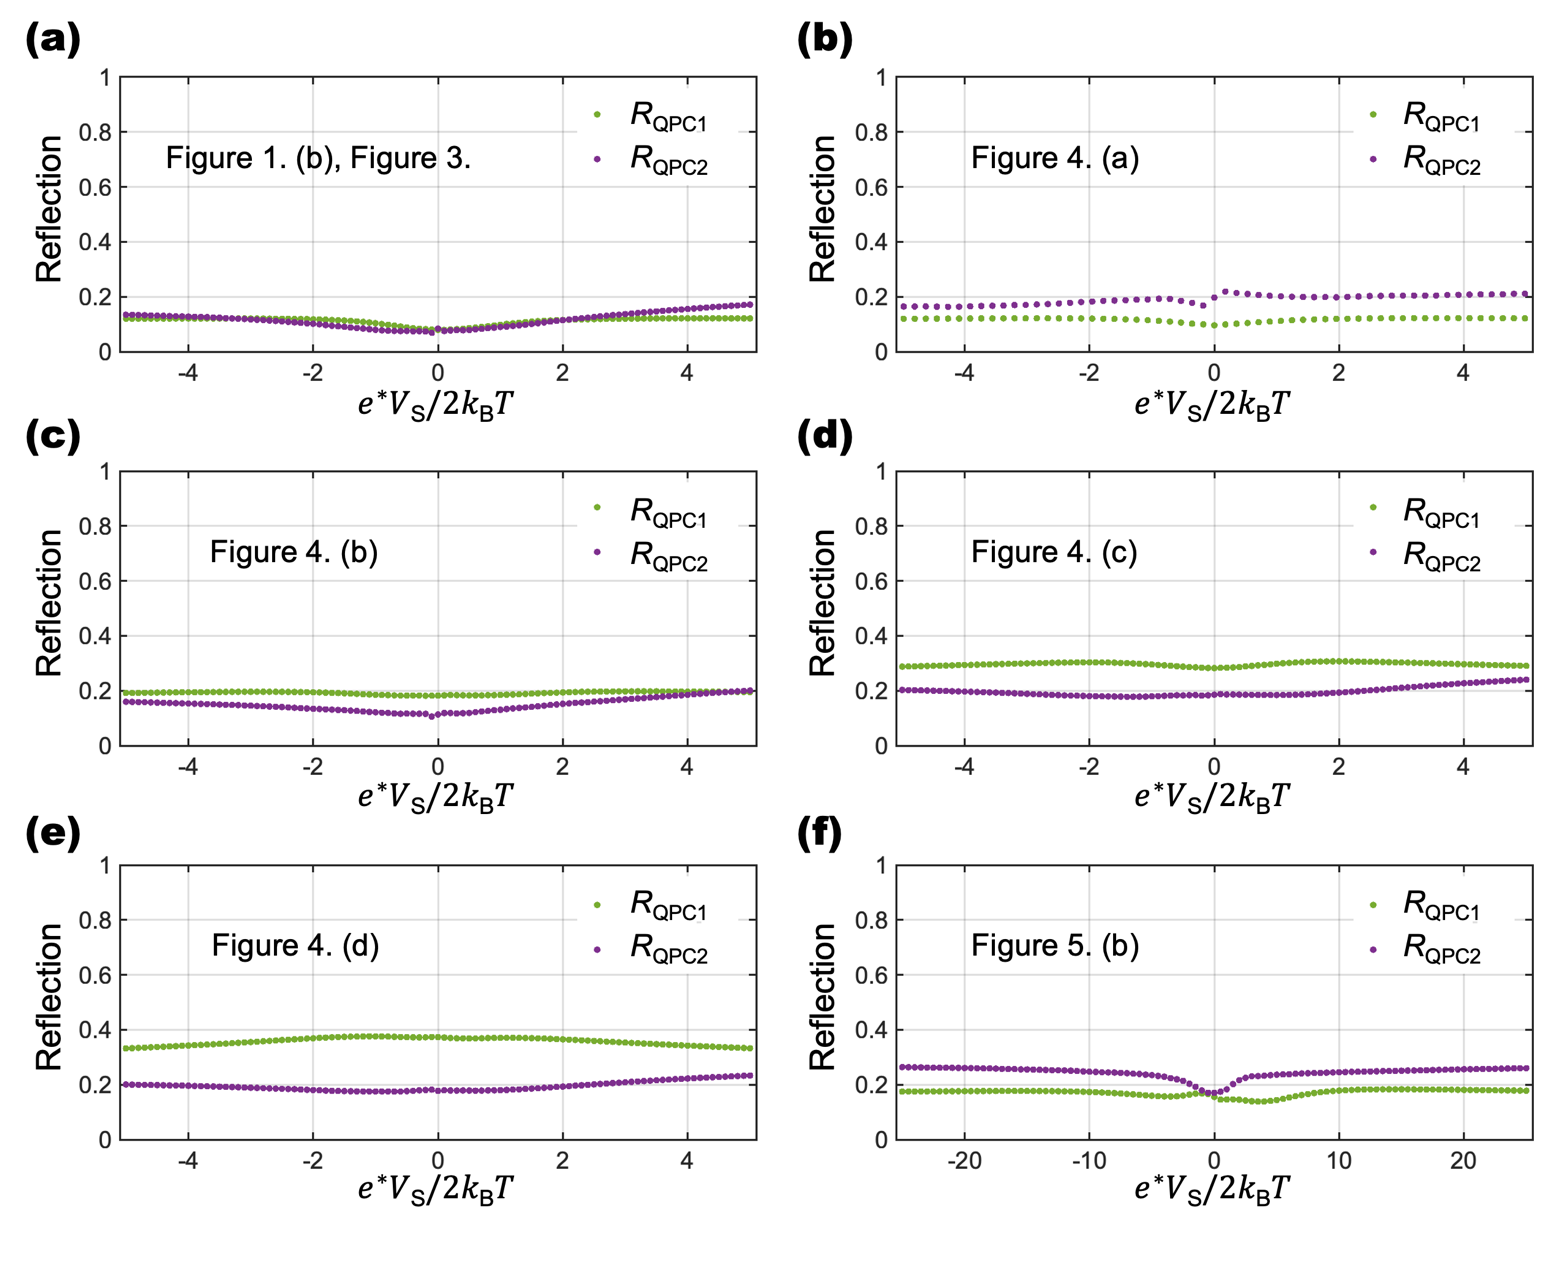 (a)
1
0.8
0.6
0.4
0.2
0
Reflection
Figure 1. (b), Figure 3.
R_QPC1
R_QPC2
-4 -2 0 2 4
e*V_S/2k_BT
(b)
1
0.8
0.6
0.4
0.2
0
Reflection
Figure 4. (a)
R_QPC1
R_QPC2
-4 -2 0 2 4
e*V_S/2k_BT
(c)
1
0.8
0.6
0.4
0.2
0
Reflection
Figure 4. (b)
R_QPC1
R_QPC2
-4 -2 0 2 4
e*V_S/2k_BT
(d)
1
0.8
0.6
0.4
0.2
0
Reflection
Figure 4. (c)
R_QPC1
R_QPC2
-4 -2 0 2 4
e*V_S/2k_BT
(e)
1
0.8
0.6
0.4
0.2
0
Reflection
Figure 4. (d)
R_QPC1
R_QPC2
-4 -2 0 2 4
e*V_S/2k_BT
(f)
1
0.8
0.6
0.4
0.2
0
Reflection
Figure 5. (b)
R_QPC1
R_QPC2
-20 -10 0 10 20
e*V_S/2k_BT